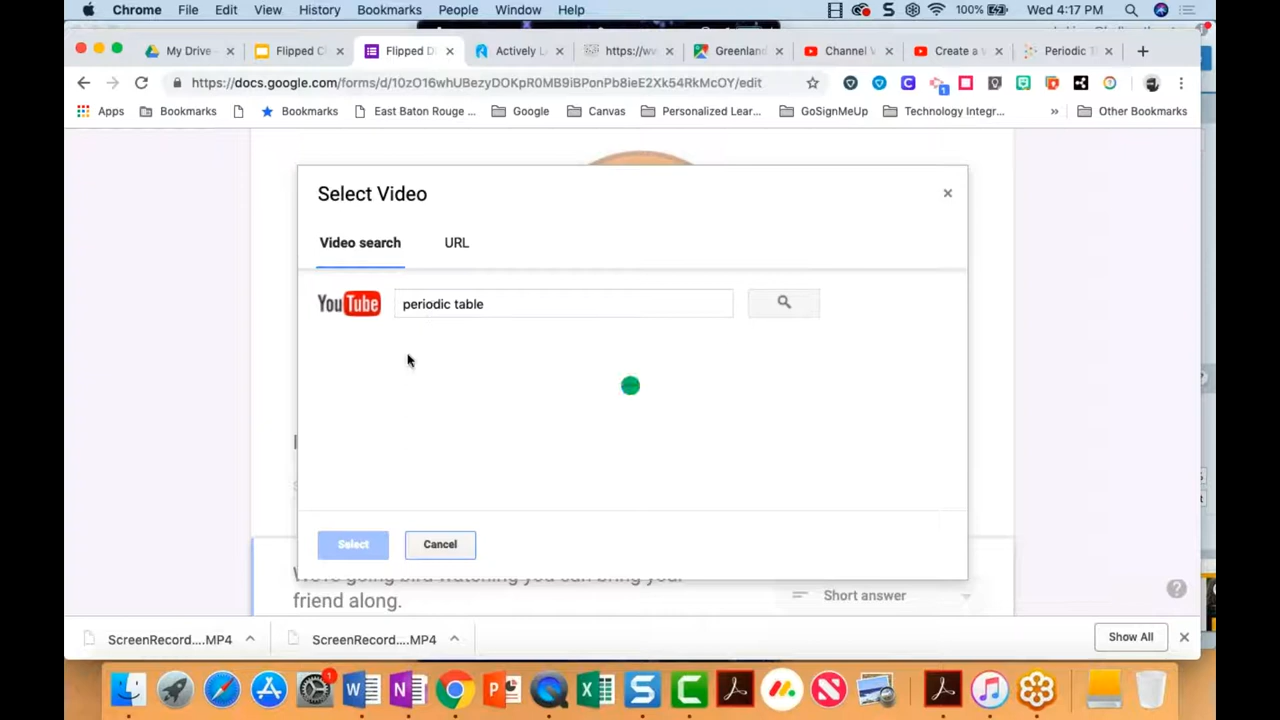 Chrome File Edit View History Bookmarks People Window Help 100% Wed 4:17 PM
My Drive Flipped C Flipped D Actively L https://w Greenland Channel V Create a Periodic T
https://docs.google.com/forms/d/10zO16whUBezyDOKpR0MB9iBPonPb8ieE2Xk54RkMcOY/edit
Apps Bookmarks Bookmarks East Baton Rouge ... Google Canvas Personalized Lear... GoSignMeUp Technology Integr... » Other Bookmarks
Select Video ×
Video search URL
YouTube periodic table
Select Cancel
friend along.
Short answer
ScreenRecord....MP4 ScreenRecord....MP4 Show All